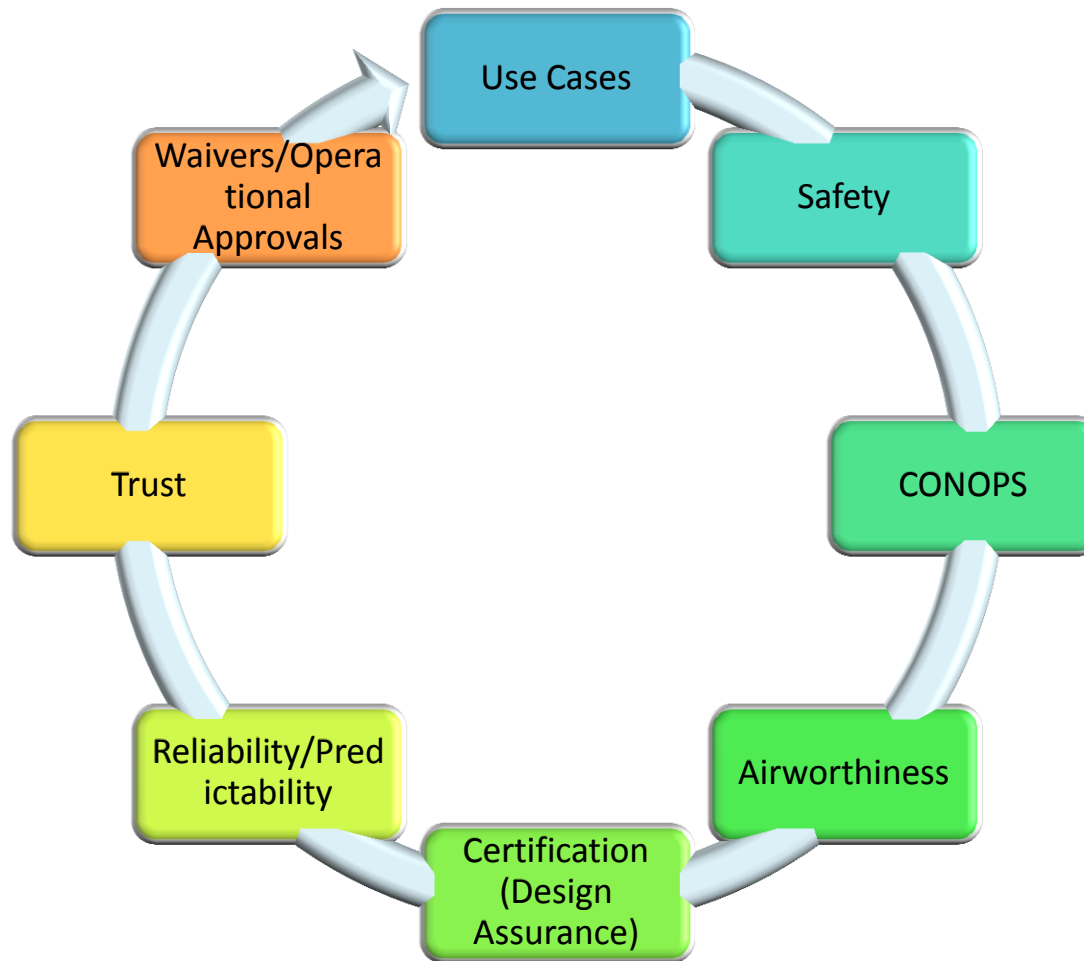 Use Cases
Safety
CONOPS
Airworthiness
Certification
(Design
Assurance)
Reliability/Pred
ictability
Trust
Waivers/Opera
tional
Approvals